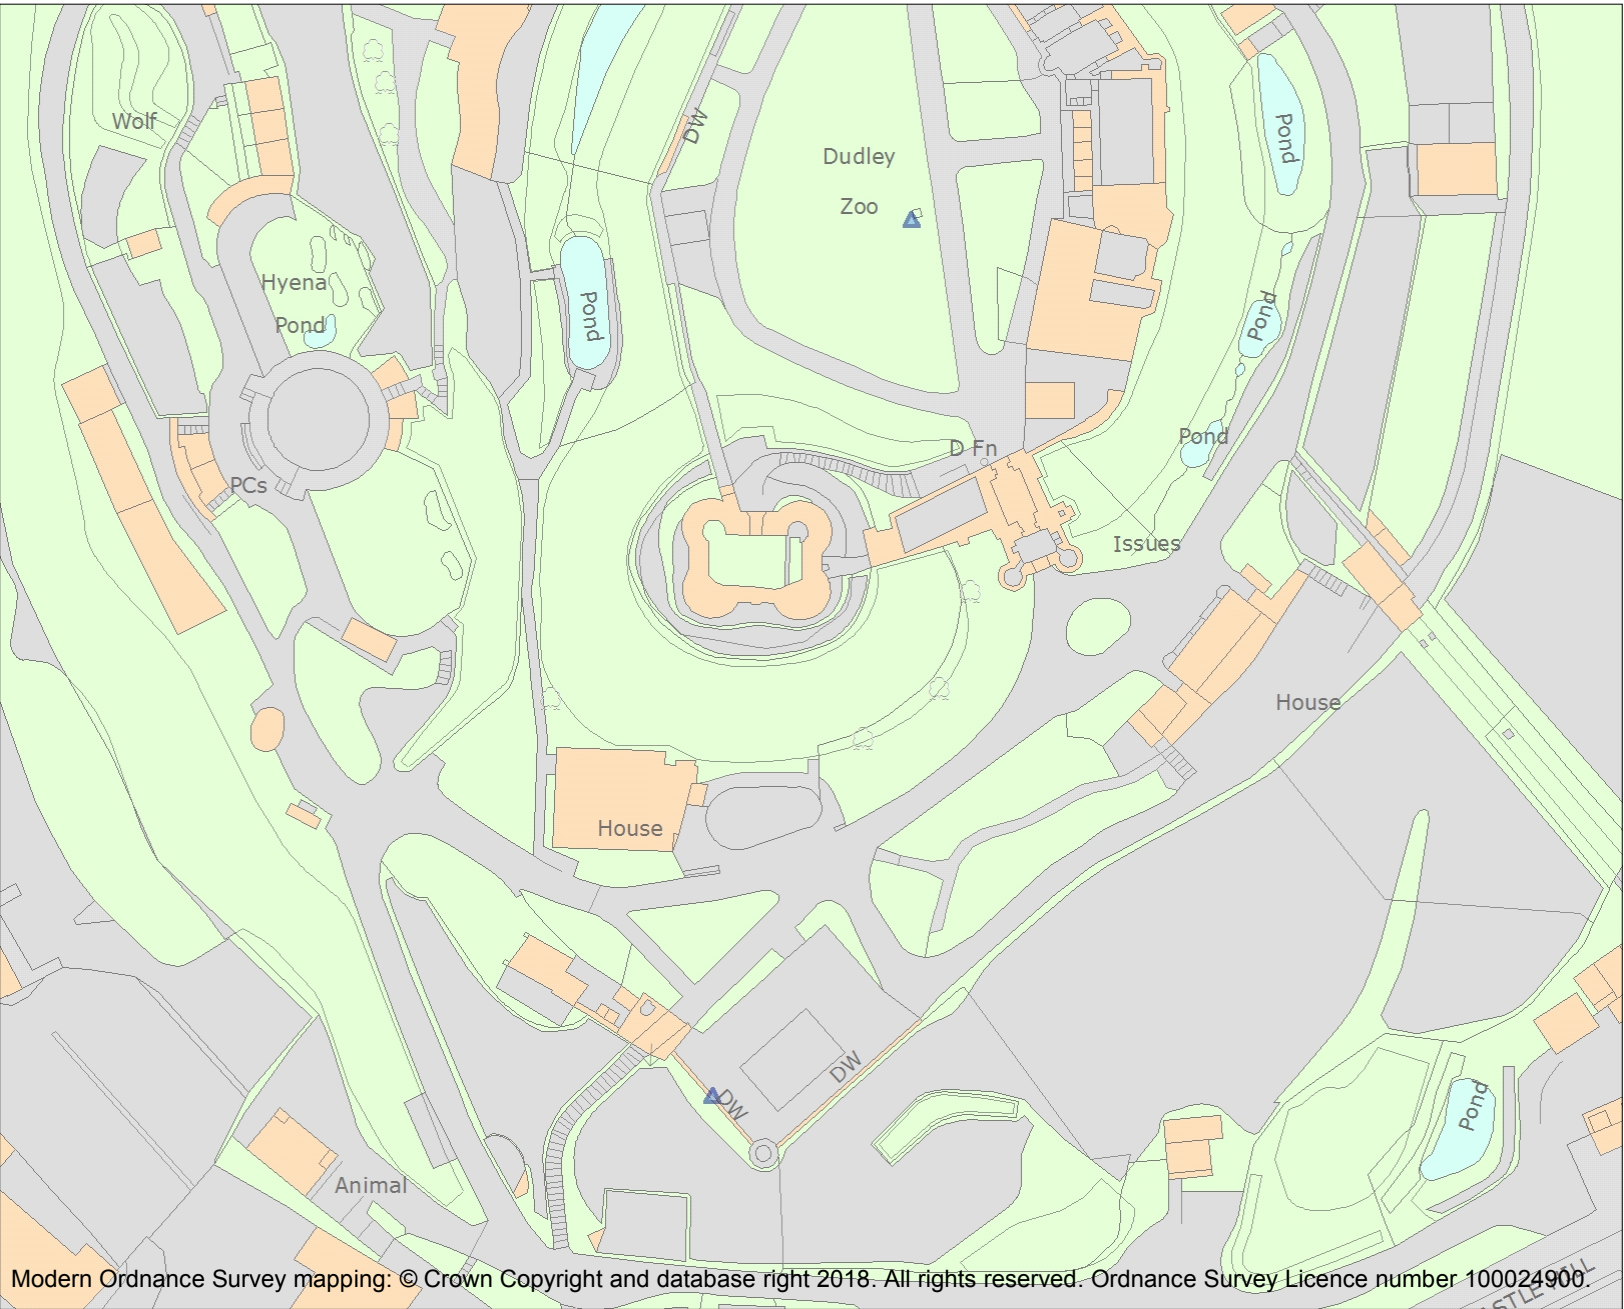 Wolf
DW
Dudley
Zoo
Pond
Hyena
Pond
Pond
Pond
Pond
D Fn
PCs
Issues
House
House
DW
DW
Pond
Animal
Modern Ordnance Survey mapping: © Crown Copyright and database right 2018. All rights reserved. Ordnance Survey Licence number 100024900.